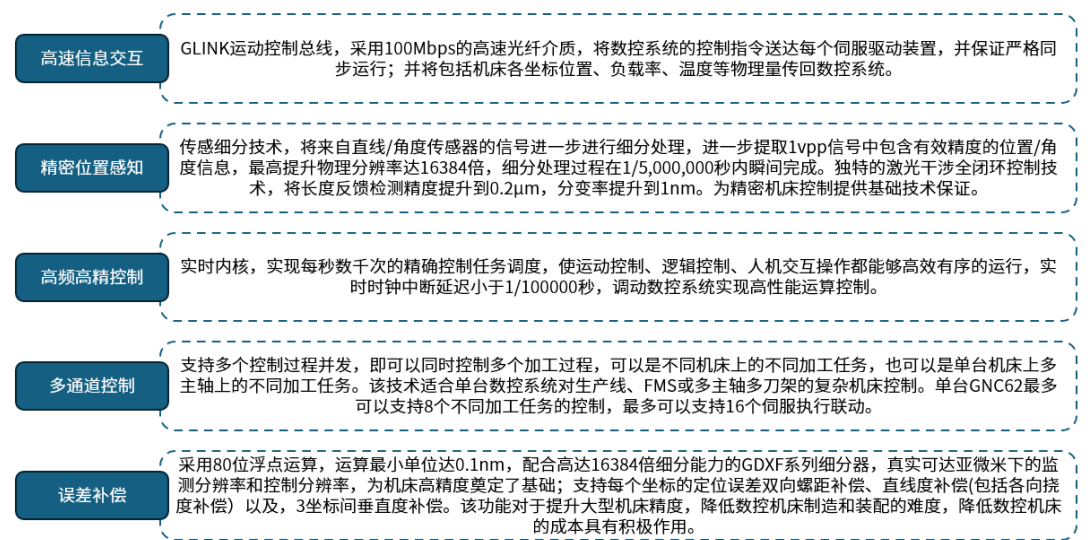 高速信息交互
GLINK运动控制总线，采用100Mbps的高速光纤介质，将数控系统的控制指令送达每个伺服驱动装置，并保证严格同
步运行；并将包括机床各坐标位置、负载率、温度等物理量传回数控系统。
精密位置感知
传感细分技术，将来自直线/角度传感器的信号进一步进行细分处理，进一步提取1vpp信号中包含有效精度的位置/角
度信息，最高提升物理分辨率达16384倍，细分处理过程在1/5,000,000秒内瞬间完成。独特的激光干涉全闭环控制技
术，将长度反馈检测精度提升到0.2μm，分变率提升到1nm。为精密机床控制提供基础技术保证。
高频高精控制
实时内核，实现每秒数千次的精确控制任务调度，使运动控制、逻辑控制、人机交互操作都能够高效有序的运行，实
时时钟中断延迟小于1/100000秒，调动数控系统实现高性能运算控制。
多通道控制
支持多个控制过程并发，即可以同时控制多个加工过程，可以是不同机床上的不同加工任务，也可以是单台机床上多
主轴上的不同加工任务。该技术适合单台数控系统对生产线、FMS或多主轴多刀架的复杂机床控制。单台GNC62最多
可以支持8个不同加工任务的控制，最多可以支持16个伺服执行联动。
误差补偿
采用80位浮点运算，运算最小单位达0.1nm，配合高达16384倍细分能力的GDXF系列细分器，真实可达亚微米下的监
测分辨率和控制分辨率，为机床高精度奠定了基础；支持每个坐标的定位误差双向螺距补偿、直线度补偿(包括各向挠
度补偿）以及，3坐标间垂直度补偿。该功能对于提升大型机床精度，降低数控机床制造和装配的难度，降低数控机床
的成本具有积极作用。